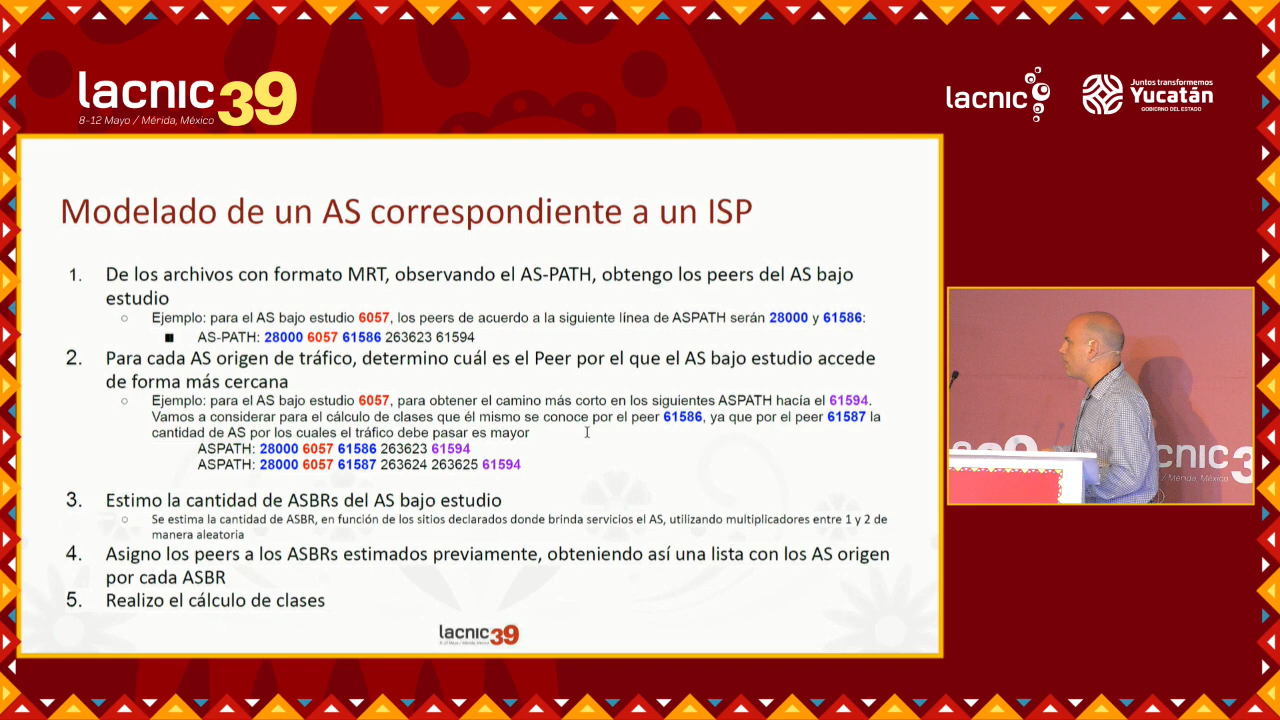 lacnic 39
8-12 Mayo / Mérida, México
lacnic
Juntos transformemos
Yucatán
GOBIERNO DEL ESTADO
Modelado de un AS correspondiente a un ISP
1. De los archivos con formato MRT, observando el AS-PATH, obtengo los peers del AS bajo
estudio
○ Ejemplo: para el AS bajo estudio 6057, los peers de acuerdo a la siguiente línea de ASPATH serán 28000 y 61586:
■ AS-PATH: 28000 6057 61586 263623 61594
2. Para cada AS origen de tráfico, determino cuál es el Peer por el que el AS bajo estudio accede
de forma más cercana
○ Ejemplo: para el AS bajo estudio 6057, para obtener el camino más corto en los siguientes ASPATH hacía el 61594.
Vamos a considerar para el cálculo de clases que él mismo se conoce por el peer 61586, ya que por el peer 61587 la
cantidad de AS por los cuales el tráfico debe pasar es mayor
ASPATH: 28000 6057 61586 263623 61594
ASPATH: 28000 6057 61587 263624 263625 61594
3. Estimo la cantidad de ASBRs del AS bajo estudio
○ Se estima la cantidad de ASBR, en función de los sitios declarados donde brinda servicios el AS, utilizando multiplicadores entre 1 y 2 de
manera aleatoria
4. Asigno los peers a los ASBRs estimados previamente, obteniendo así una lista con los AS origen
por cada ASBR
5. Realizo el cálculo de clases
lacnic 39
cnic 3
/ Mérida, México